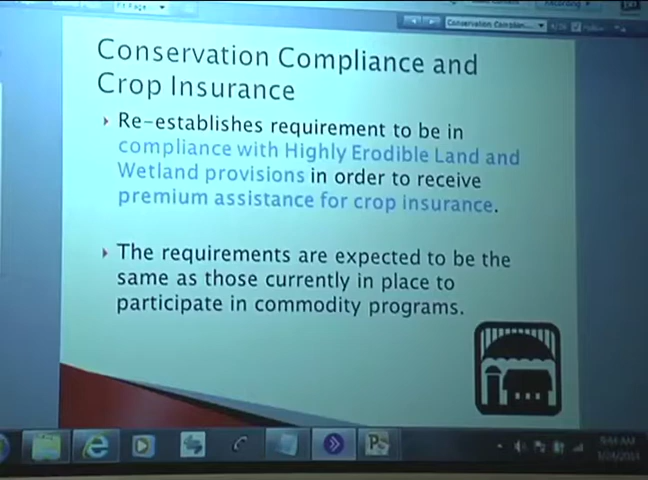 Conservation Complian...
Conservation Compliance and
Crop Insurance
Re-establishes requirement to be in
compliance with Highly Erodible Land and
Wetland provisions in order to receive
premium assistance for crop insurance.
The requirements are expected to be the
same as those currently in place to
participate in commodity programs.